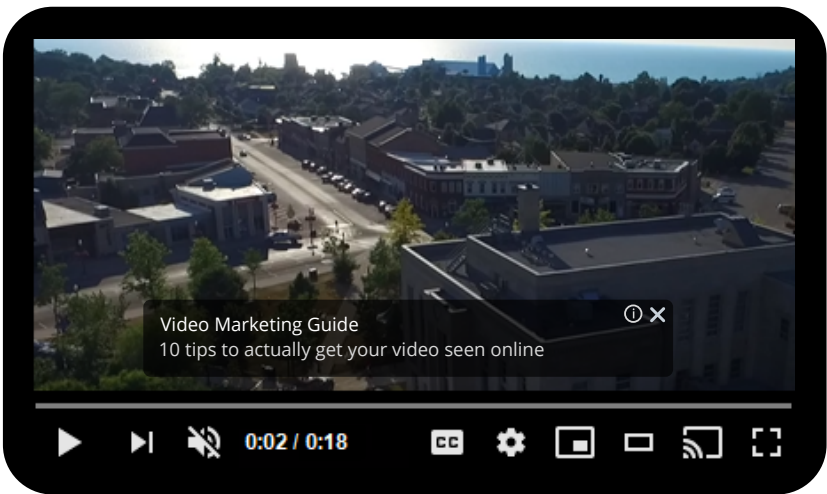 Video Marketing Guide
10 tips to actually get your video seen online
0:02 / 0:18
CC